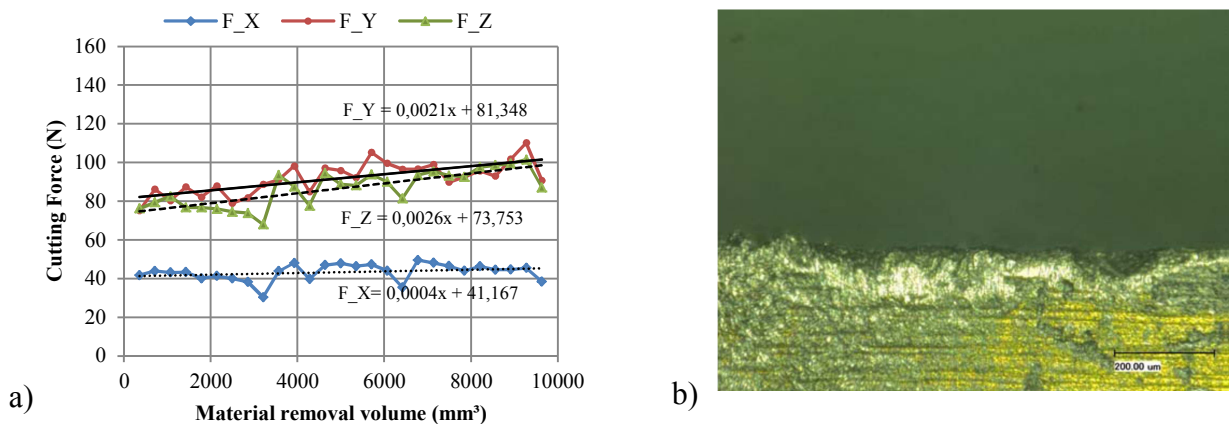 F_X F_Y F_Z
160
140
120
100
80
60
40
20
0
Cutting Force (N)
F_Y = 0,0021x + 81,348
F_Z = 0,0026x + 73,753
F_X= 0,0004x + 41,167
0 2000 4000 6000 8000 10000
Material removal volume (mm³)
a)
200.00 um
b)